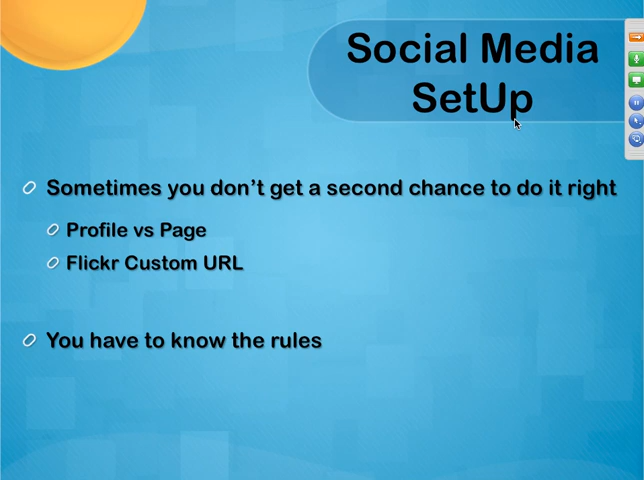 Social Media
SetUp
Sometimes you don't get a second chance to do it right
Profile vs Page
Flickr Custom URL
You have to know the rules